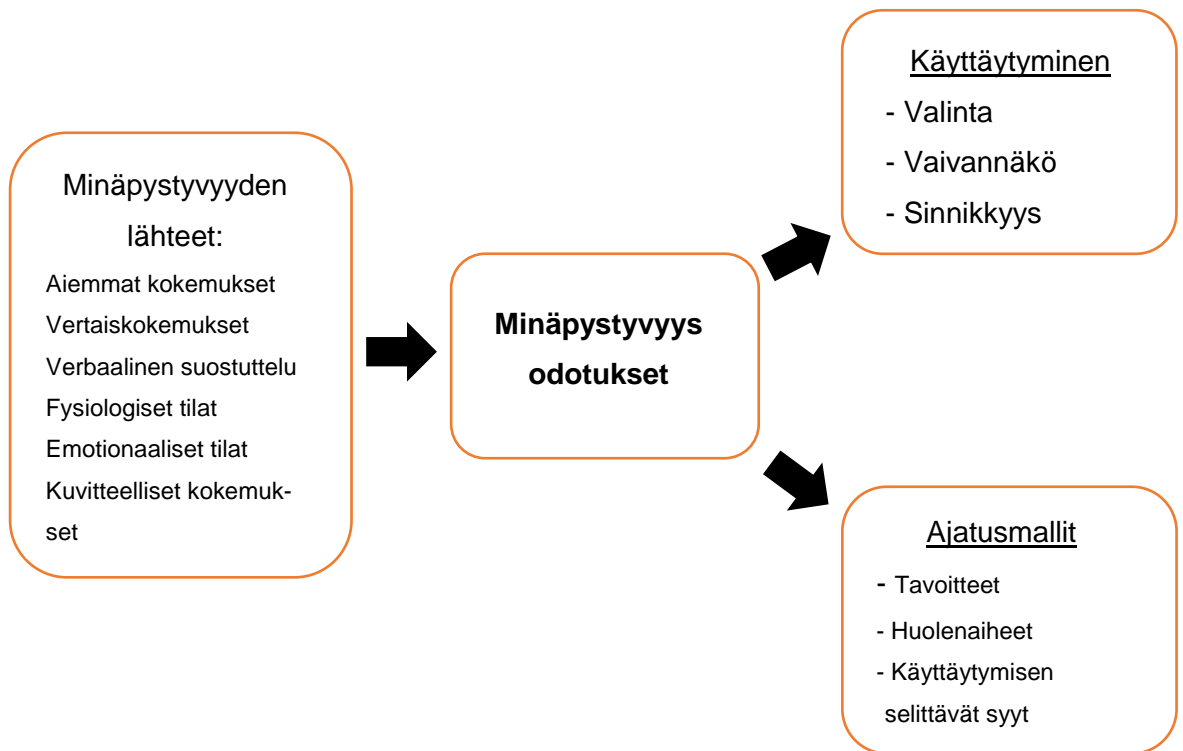 Minäpystyvyyden
lähteet:
Aiemmat kokemukset
Vertaiskokemukset
Verbaalinen suostuttelu
Fysiologiset tilat
Emotionaaliset tilat
Kuvitteelliset kokemuk-
set
Minäpystyvyys
odotukset
Käyttäytyminen
- Valinta
- Vaivannäkö
- Sinnikkyys
Ajatusmallit
- Tavoitteet
- Huolenaiheet
- Käyttäytymisen
selittävät syyt